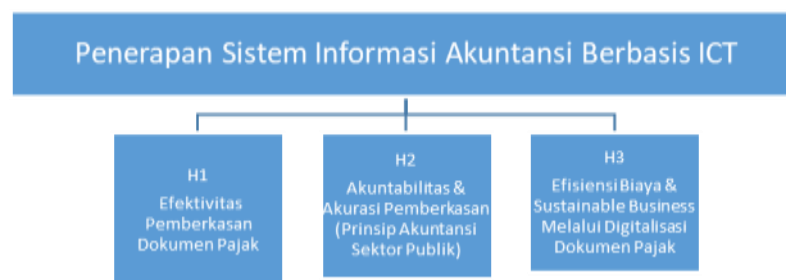 Penerapan Sistem Informasi Akuntansi Berbasis ICT
H1
Efektivitas
Pemberkasan
Dokumen Pajak
H2
Akuntabilitas &
Akurasi Pemberkasan
(Prinsip Akuntansi
Sektor Publik)
H3
Efisiensi Biaya &
Sustainable Business
Melalui Digitalisasi
Dokumen Pajak